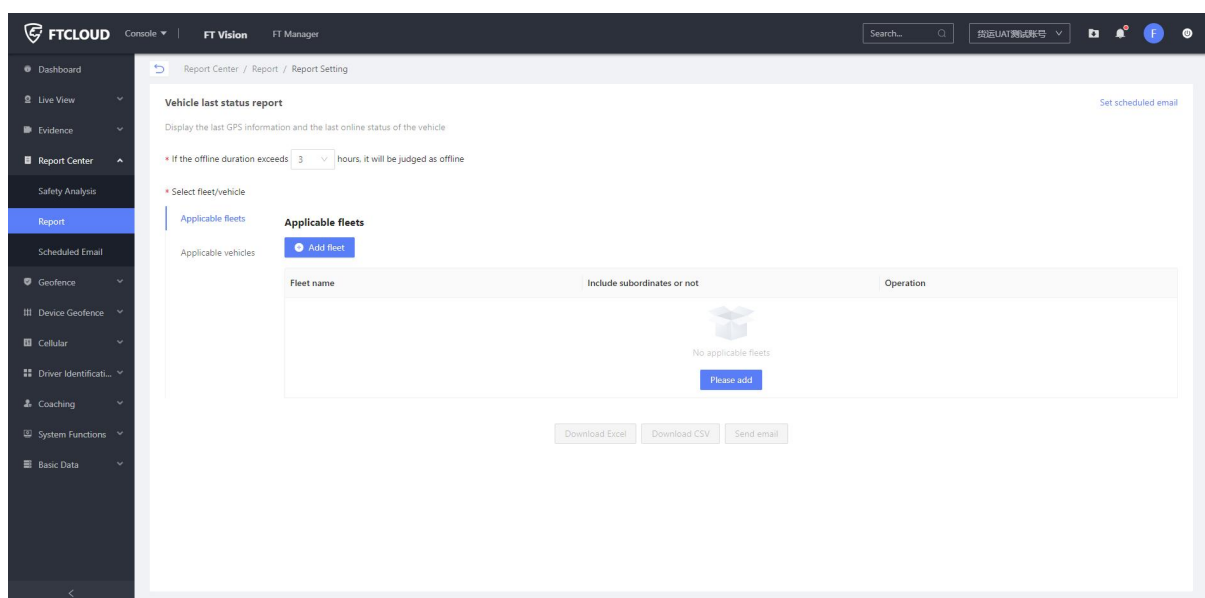 FTCLOUD Console FT Vision FT Manager Search... 货运UAT测试账号 F
Dashboard
Live View
Evidence
Report Center
Safety Analysis
Report
Scheduled Email
Geofence
Device Geofence
Cellular
Driver Identificati...
Coaching
System Functions
Basic Data
Report Center / Report / Report Setting
Vehicle last status report Set scheduled email
Display the last GPS information and the last online status of the vehicle
* If the offline duration exceeds 3 hours, it will be judged as offline
* Select fleet/vehicle
Applicable fleets
Applicable vehicles
Applicable fleets
Add fleet
Fleet name Include subordinates or not Operation
No applicable fleets
Please add
Download Excel Download CSV Send email